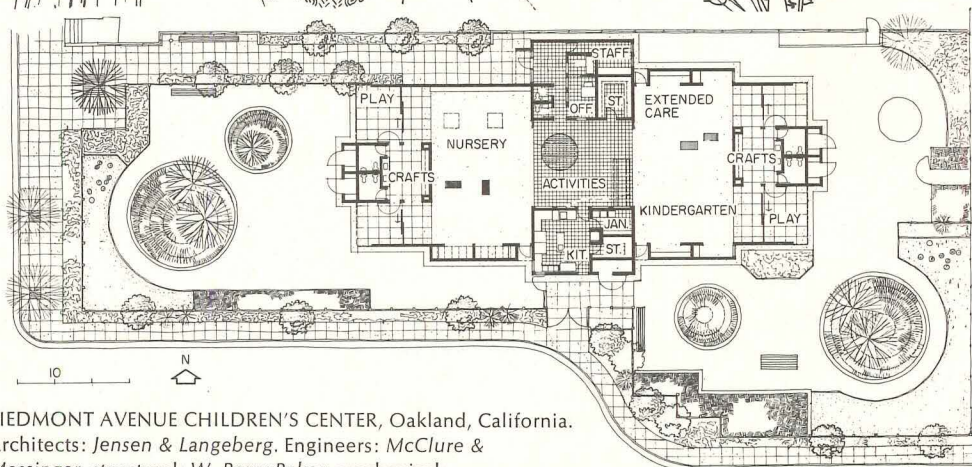 STAFF
OFF.
ST.
PLAY
EXTENDED
CARE
NURSERY
CRAFTS
CRAFTS
ACTIVITIES
KINDERGARTEN
PLAY
JAN.
KIT.
ST.
10
N
IEDMONT AVENUE CHILDREN'S CENTER, Oakland, California.
rchitects: Jensen & Langeberg. Engineers: McClure &